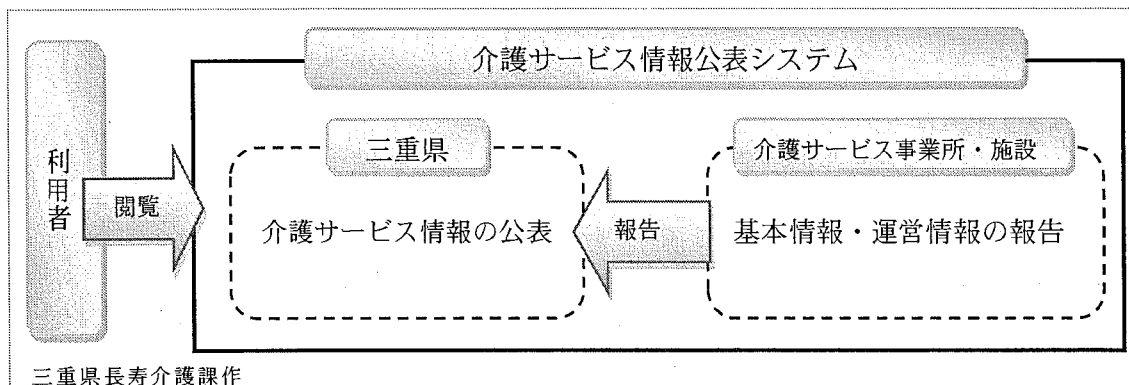 介護サービス情報公表システム
利用者
閲覧
三重県
介護サービス情報の公表
報告
介護サービス事業所・施設
基本情報・運営情報の報告
三重県長寿介護課作